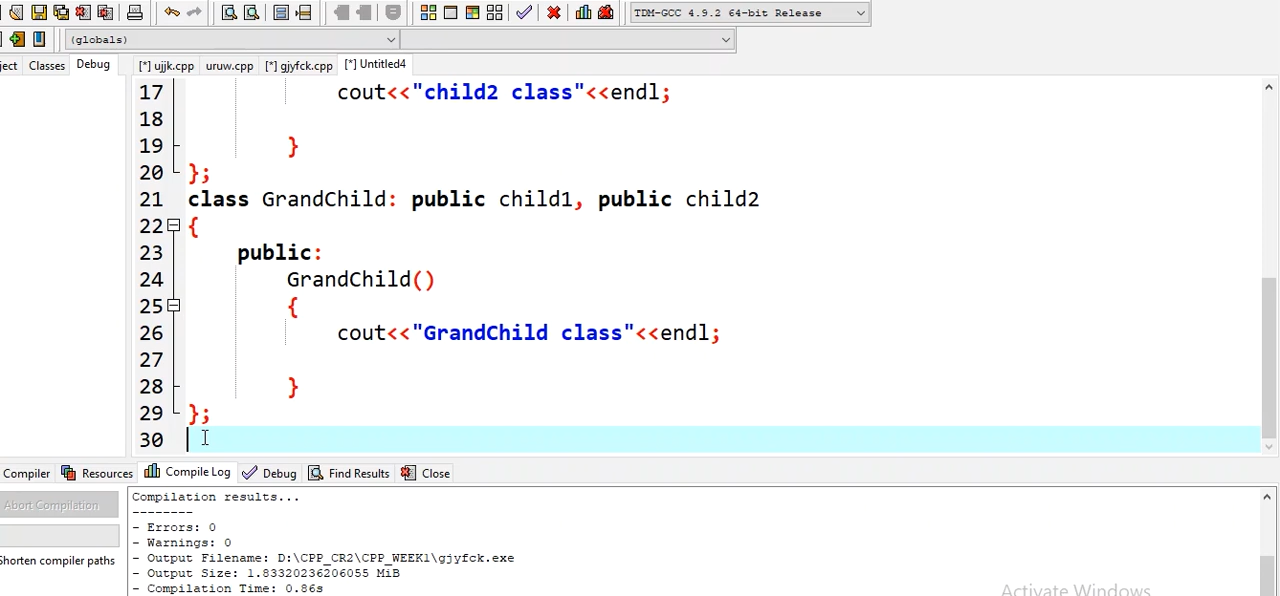 TDM-GCC 4.9.2 64-bit Release
(globals)
ject Classes Debug [*] ujjk.cpp uruw.cpp [*] gjyfck.cpp [*] Untitled4
17 cout<<"child2 class"<<endl;
18
19 }
20 };
21 class GrandChild: public child1, public child2
22 {
23 public:
24 GrandChild()
25 {
26 cout<<"GrandChild class"<<endl;
27
28 }
29 };
30
Compiler Resources Compile Log Debug Find Results Close
Abort Compilation
Shorten compiler paths
Compilation results...
--------
- Errors: 0
- Warnings: 0
- Output Filename: D:\CPP_CR2\CPP_WEEK1\gjyfck.exe
- Output Size: 1.83320236206055 MiB
- Compilation Time: 0.86s
Activate Windows